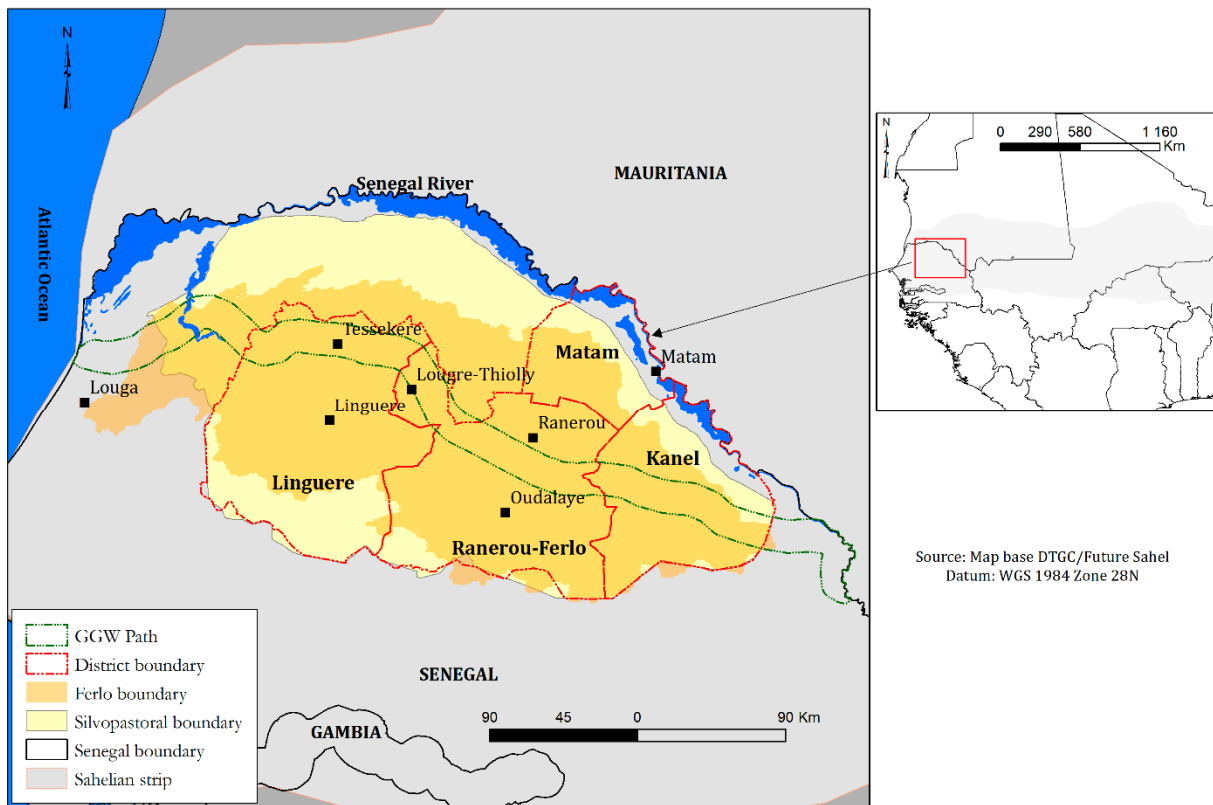 N
MAURITANIA
Senegal River
Atlantic Ocean
Tessekere
Matam
Matam
Lougre-Thiolly
Louga
Linguere
Ranerou
Kanel
Linguere
Oudalaye
Ranerou-Ferlo
SENEGAL
GAMBIA
90 45 0 90 Km
GGW Path
District boundary
Ferlo boundary
Silvopastoral boundary
Senegal boundary
Sahelian strip
N
0 290 580 1 160
Km
Source: Map base DTGC/Future Sahel
Datum: WGS 1984 Zone 28N